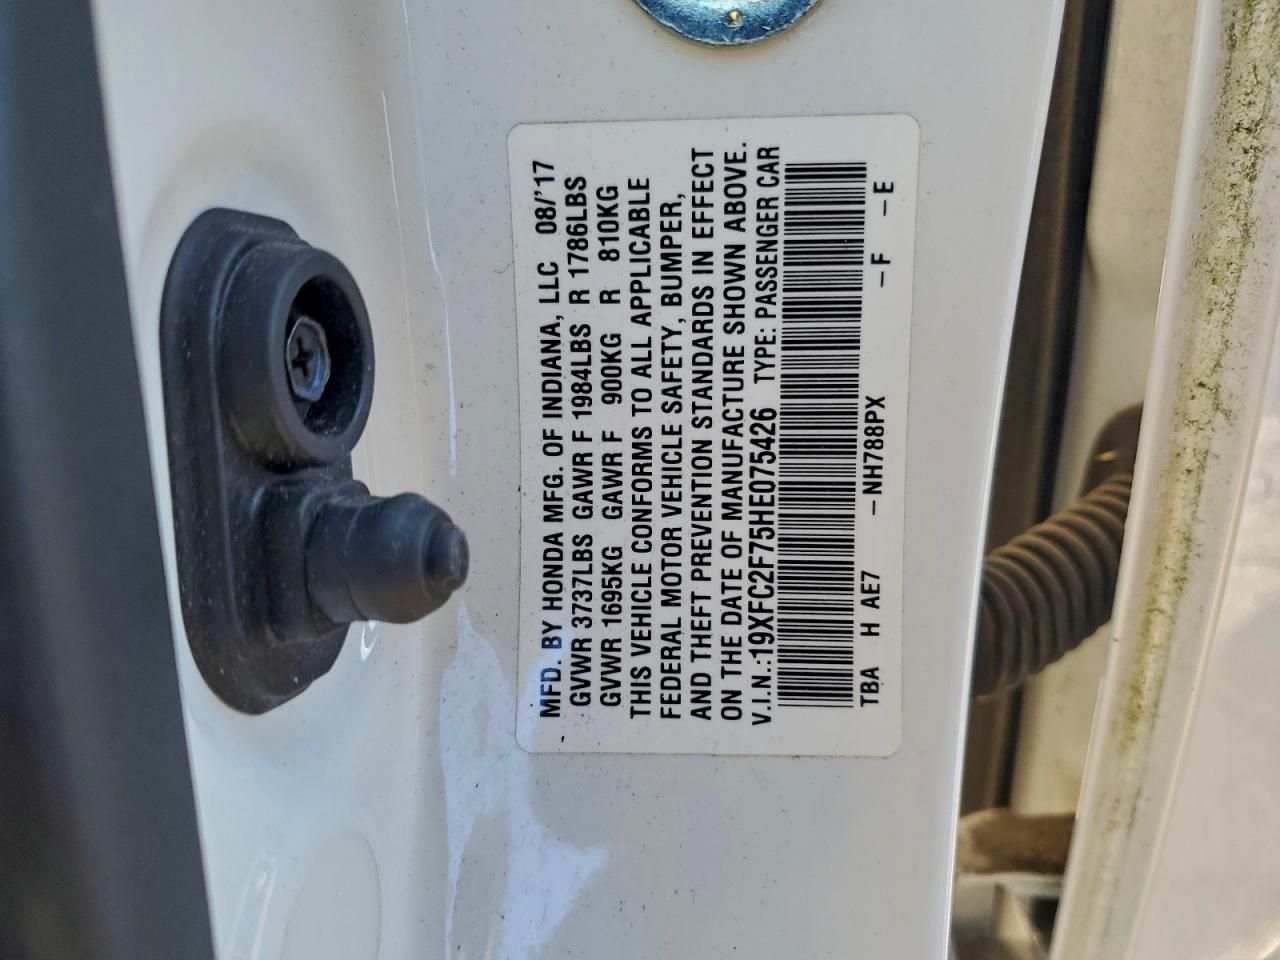 MFD. BY HONDA MFG. OF INDIANA, LLC 08/'17
GVWR 3737LBS GAWR F 1984LBS R 1786LBS
GVWR 1695KG GAWR F 900KG R 810KG
THIS VEHICLE CONFORMS TO ALL APPLICABLE
FEDERAL MOTOR VEHICLE SAFETY, BUMPER,
AND THEFT PREVENTION STANDARDS IN EFFECT
ON THE DATE OF MANUFACTURE SHOWN ABOVE.
V.I.N.:19XFC2F75HE075426 TYPE: PASSENGER CAR
TBA H AE7 -NH788PX -F -E